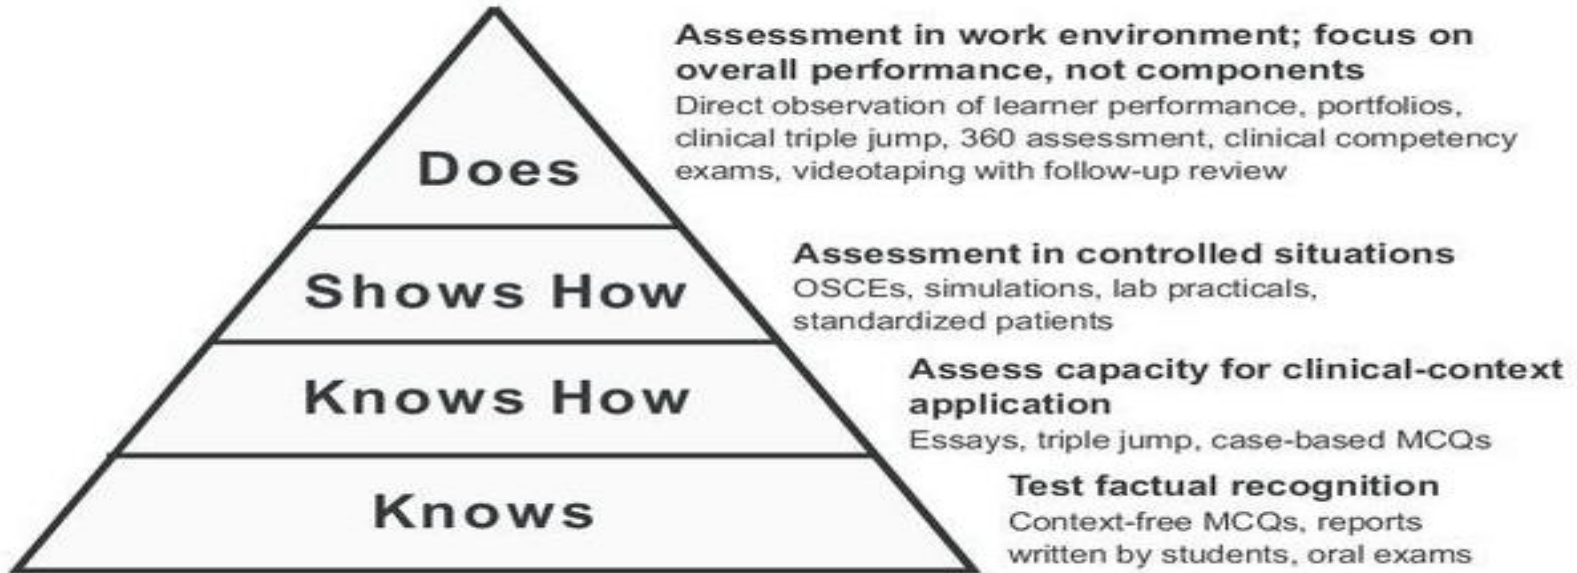 Does
Assessment in work environment; focus on
overall performance, not components
Direct observation of learner performance, portfolios,
clinical triple jump, 360 assessment, clinical competency
exams, videotaping with follow-up review
Shows How
Assessment in controlled situations
OSCEs, simulations, lab practicals,
standardized patients
Knows How
Assess capacity for clinical-context
application
Essays, triple jump, case-based MCQs
Knows
Test factual recognition
Context-free MCQs, reports
written by students, oral exams